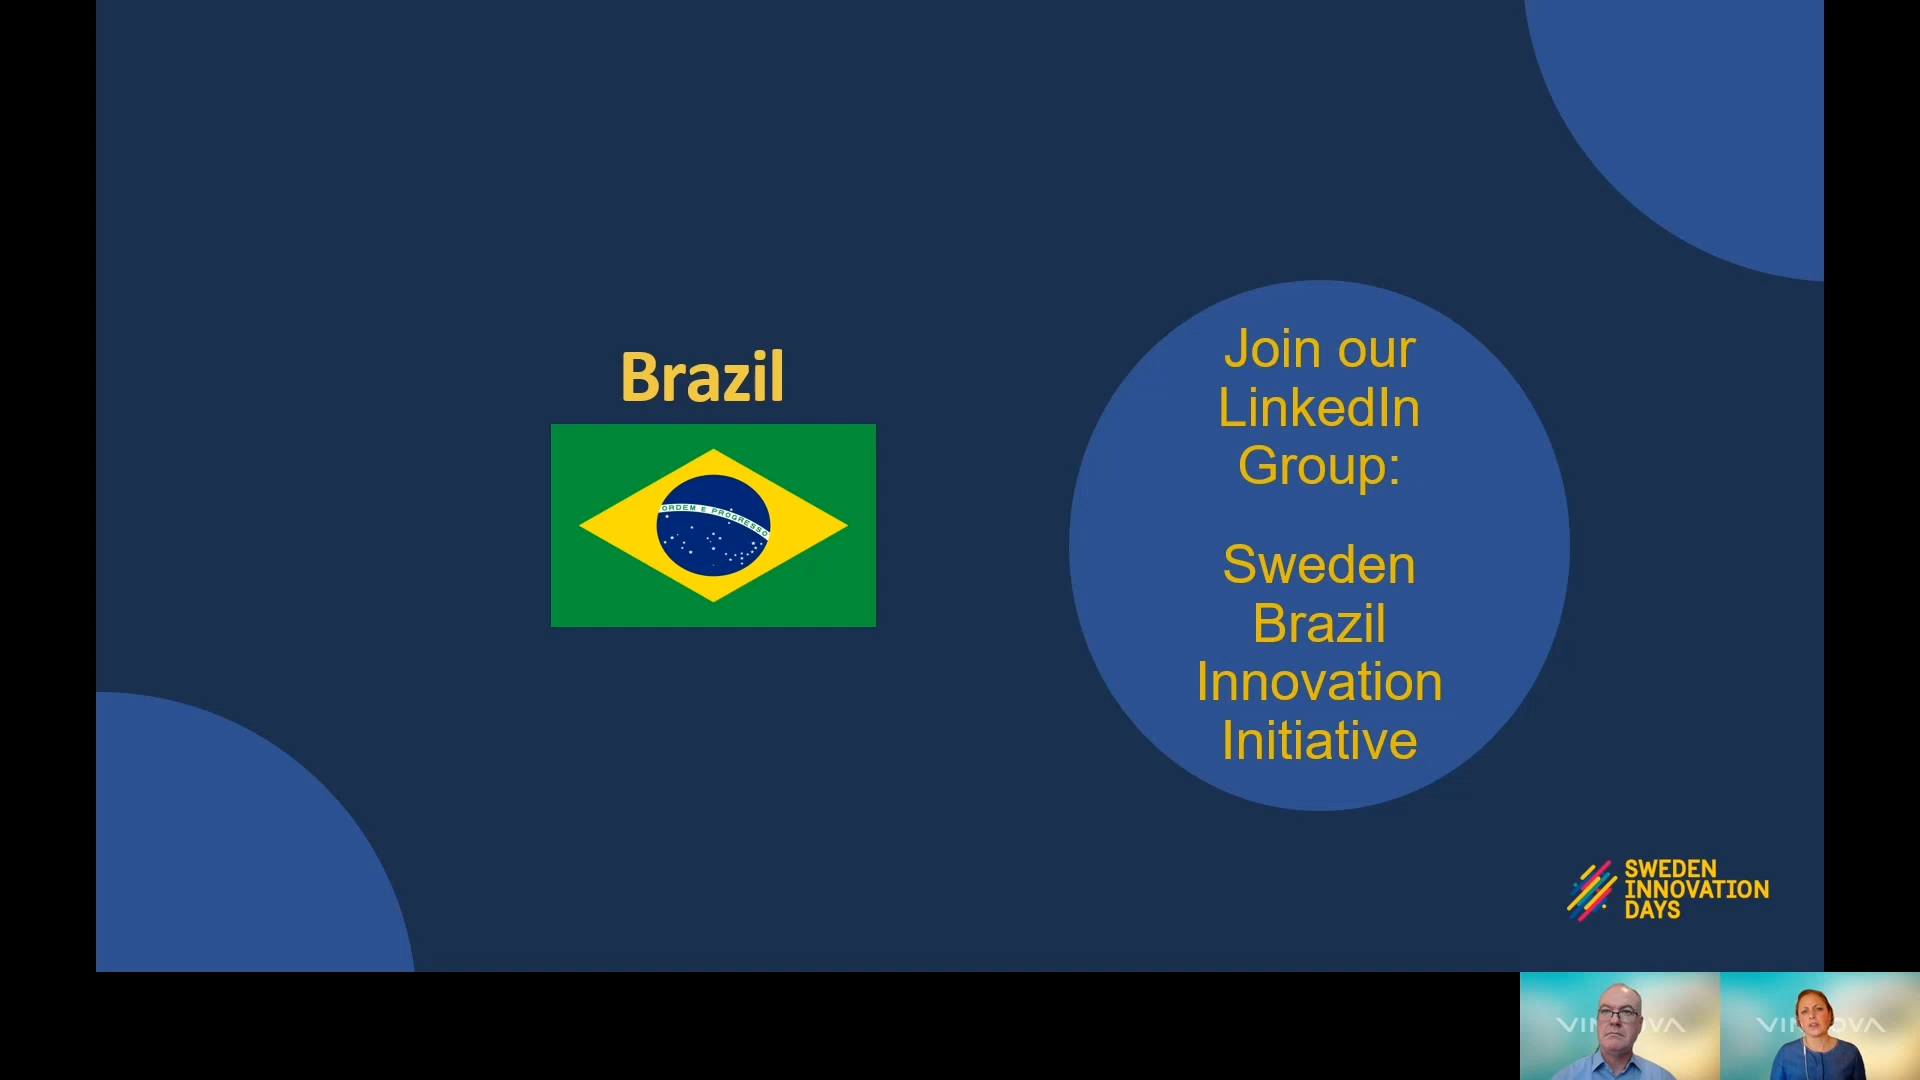 Brazil
ORDEM E PROGRESSO
Join our
LinkedIn
Group:
Sweden
Brazil
Innovation
Initiative
SWEDEN
INNOVATION
DAYS